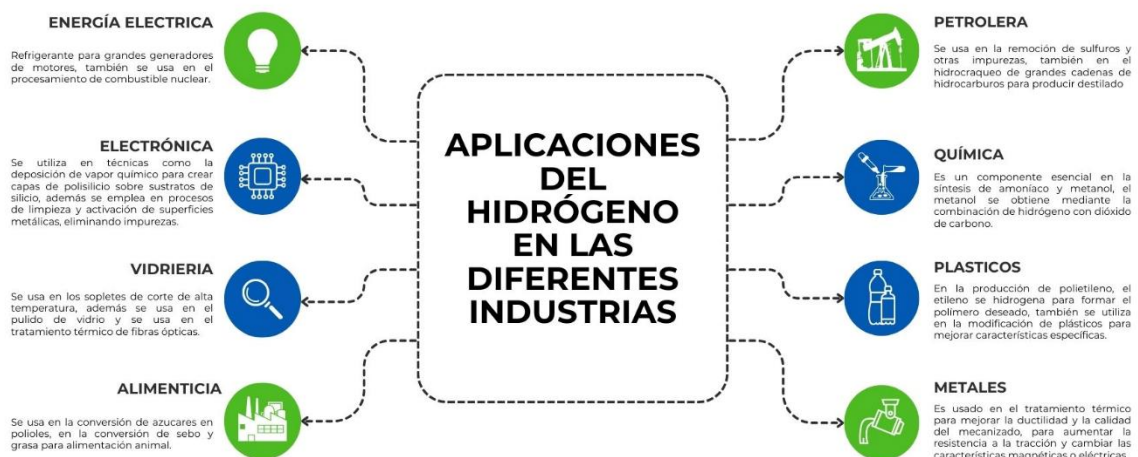 ENERGÍA ELECTRICA
Refrigerante para grandes generadores
de motores, también se usa en el
procesamiento de combustible nuclear.
ELECTRÓNICA
Se utiliza en técnicas como la
deposición de vapor químico para crear
capas de polisilicio sobre sustratos de
silicio, además se emplea en procesos
de limpieza y activación de superficies
metálicas, eliminando impurezas.
VIDRIERIA
Se usa en los sopletes de corte de alta
temperatura, además se usa en el
pulido de vidrio y se usa en el
tratamiento térmico de fibras ópticas.
ALIMENTICIA
Se usa en la conversión de azucares en
polioles, en la conversión de sebo y
grasa para alimentación animal.
APLICACIONES
DEL
HIDRÓGENO
EN LAS
DIFERENTES
INDUSTRIAS
PETROLERA
Se usa en la remoción de sulfuros y
otras impurezas, también en el
hidrocraqueo de grandes cadenas de
hidrocarburos para producir destilado
QUÍMICA
Es un componente esencial en la
síntesis de amoníaco y metanol, el
metanol se obtiene mediante la
combinación de hidrógeno con dióxido
de carbono.
PLASTICOS
En la producción de polietileno, el
etileno se hidrogena para formar el
polímero deseado, también se utiliza
en la modificación de plásticos para
mejorar características específicas.
METALES
Es usado en el tratamiento térmico
para mejorar la ductilidad y la calidad
del mecanizado, para aumentar la
resistencia a la tracción y cambiar las
características magnéticas o eléctricas.